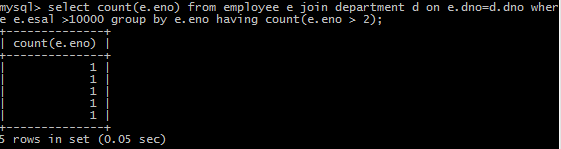 mysql> select count(e.eno) from employee e join department d on e.dno=d.dno wher
e e.esal >10000 group by e.eno having count(e.eno > 2);
+--------------+
| count(e.eno) |
+--------------+
| 1 |
| 1 |
| 1 |
| 1 |
| 1 |
+--------------+
5 rows in set (0.05 sec)